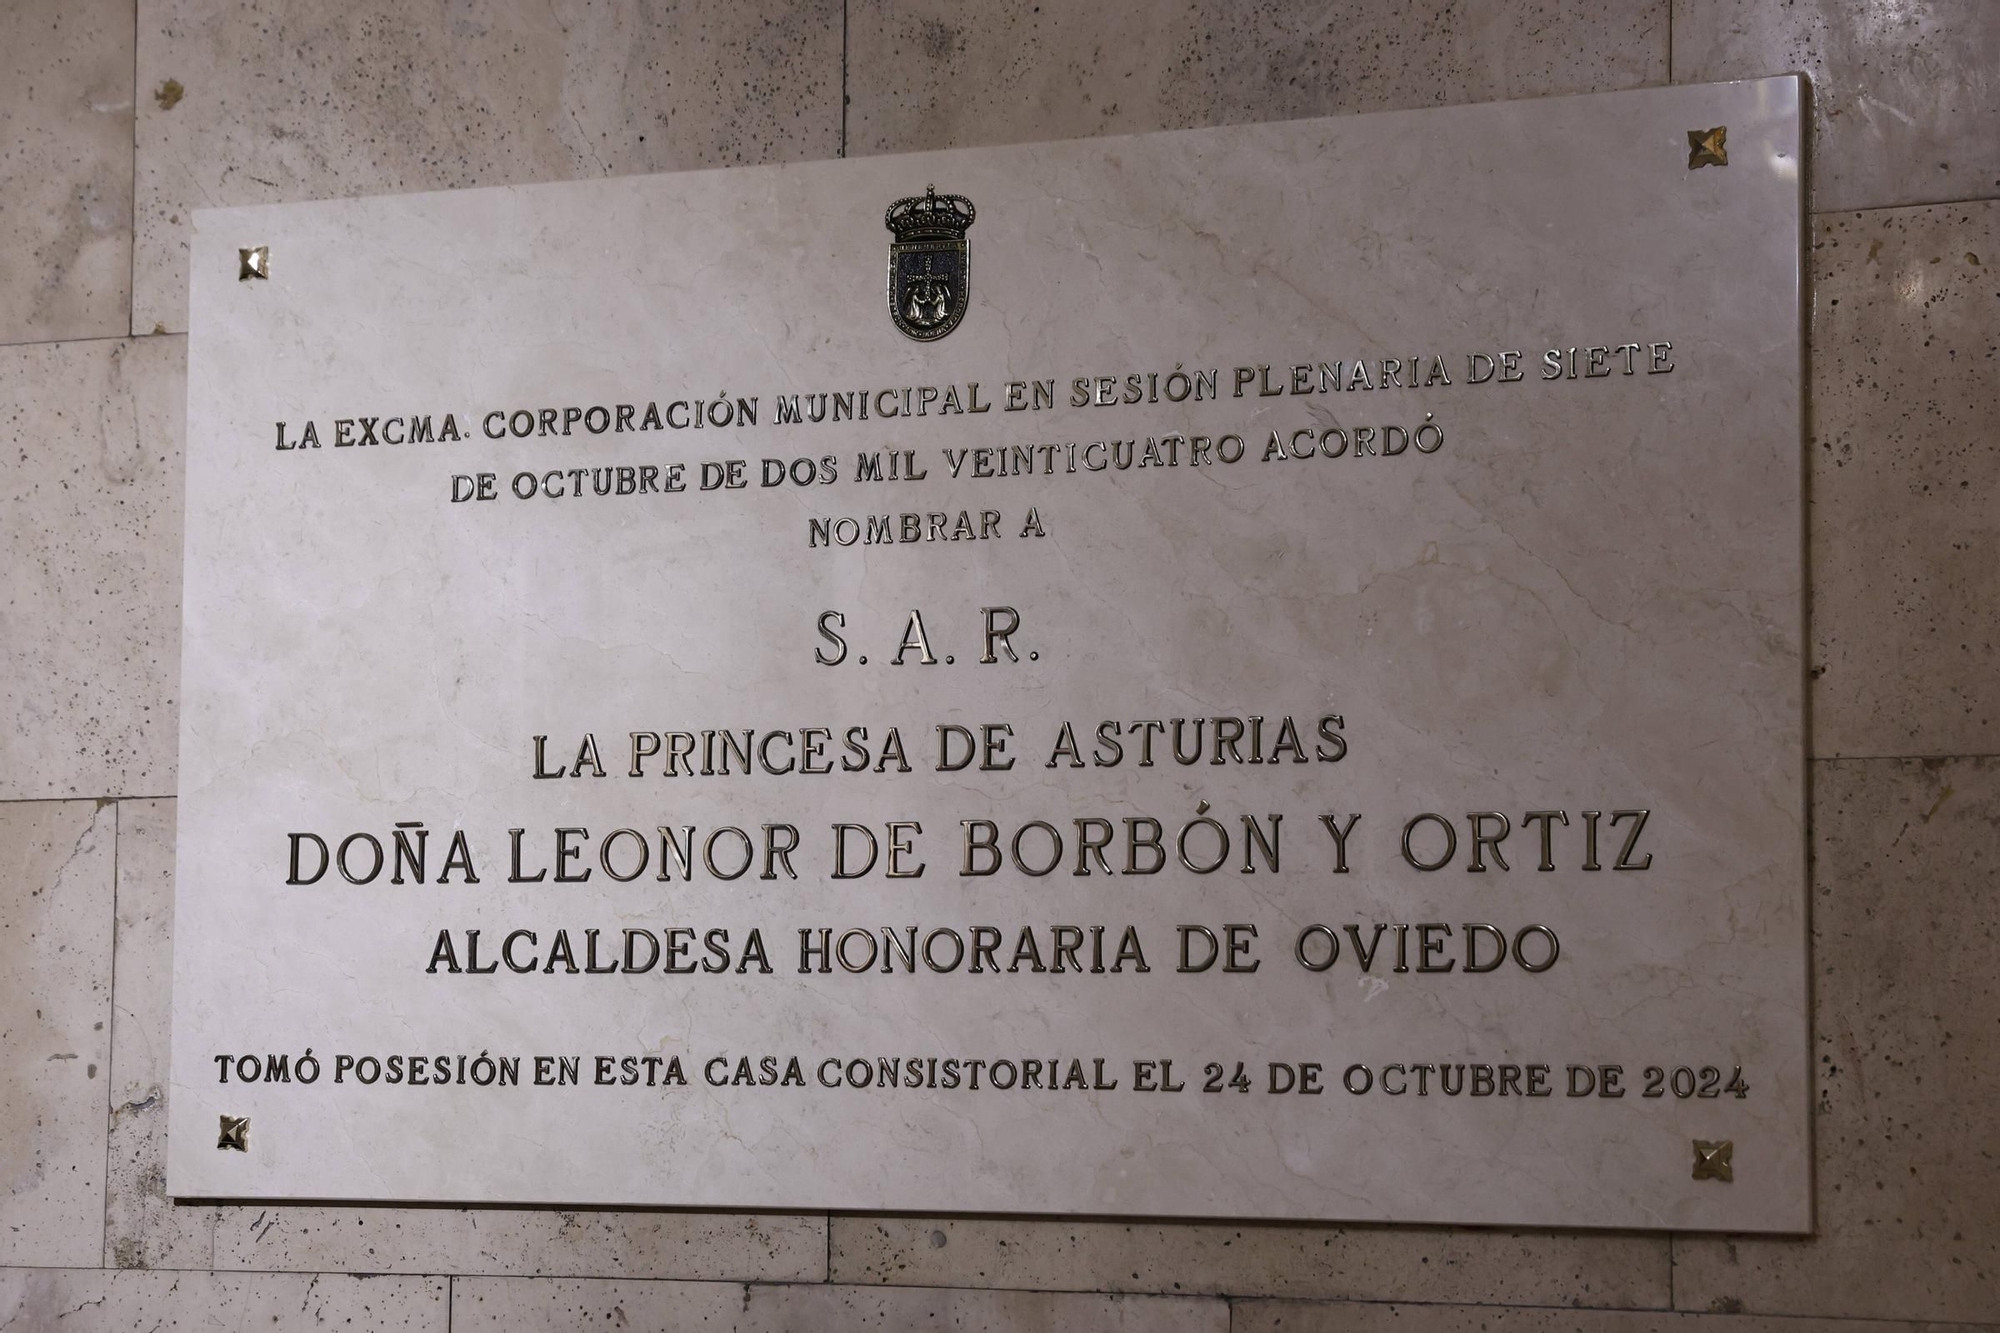 LA EXCMA. CORPORACIÓN MUNICIPAL EN SESIÓN PLENARIA DE SIETE
DE OCTUBRE DE DOS MIL VEINTICUATRO ACORDÓ
NOMBRAR A
S. A. R.
LA PRINCESA DE ASTURIAS
DOÑA LEONOR DE BORBÓN Y ORTIZ
ALCALDESA HONORARIA DE OVIEDO
TOMÓ POSESIÓN EN ESTA CASA CONSISTORIAL EL 24 DE OCTUBRE DE 2024